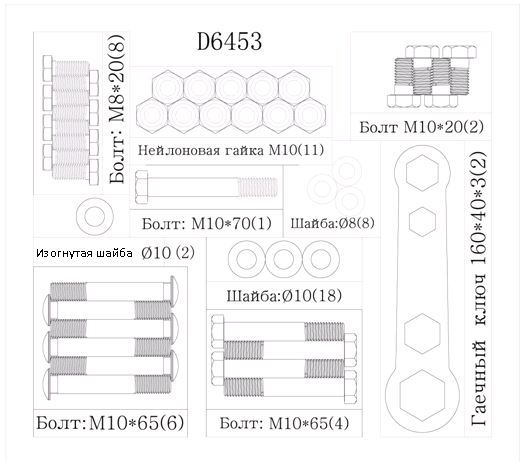 D6453
Болт: M8*20(8)
Нейлоновая гайка M10(11)
Болт M10*20(2)
Болт: M10*70(1)
Шайба:Ø8(8)
Гаечный ключ 160*40*3(2)
Изогнутая шайба Ø10 (2)
Шайба:Ø10(18)
Болт:M10*65(6)
Болт: M10*65(4)